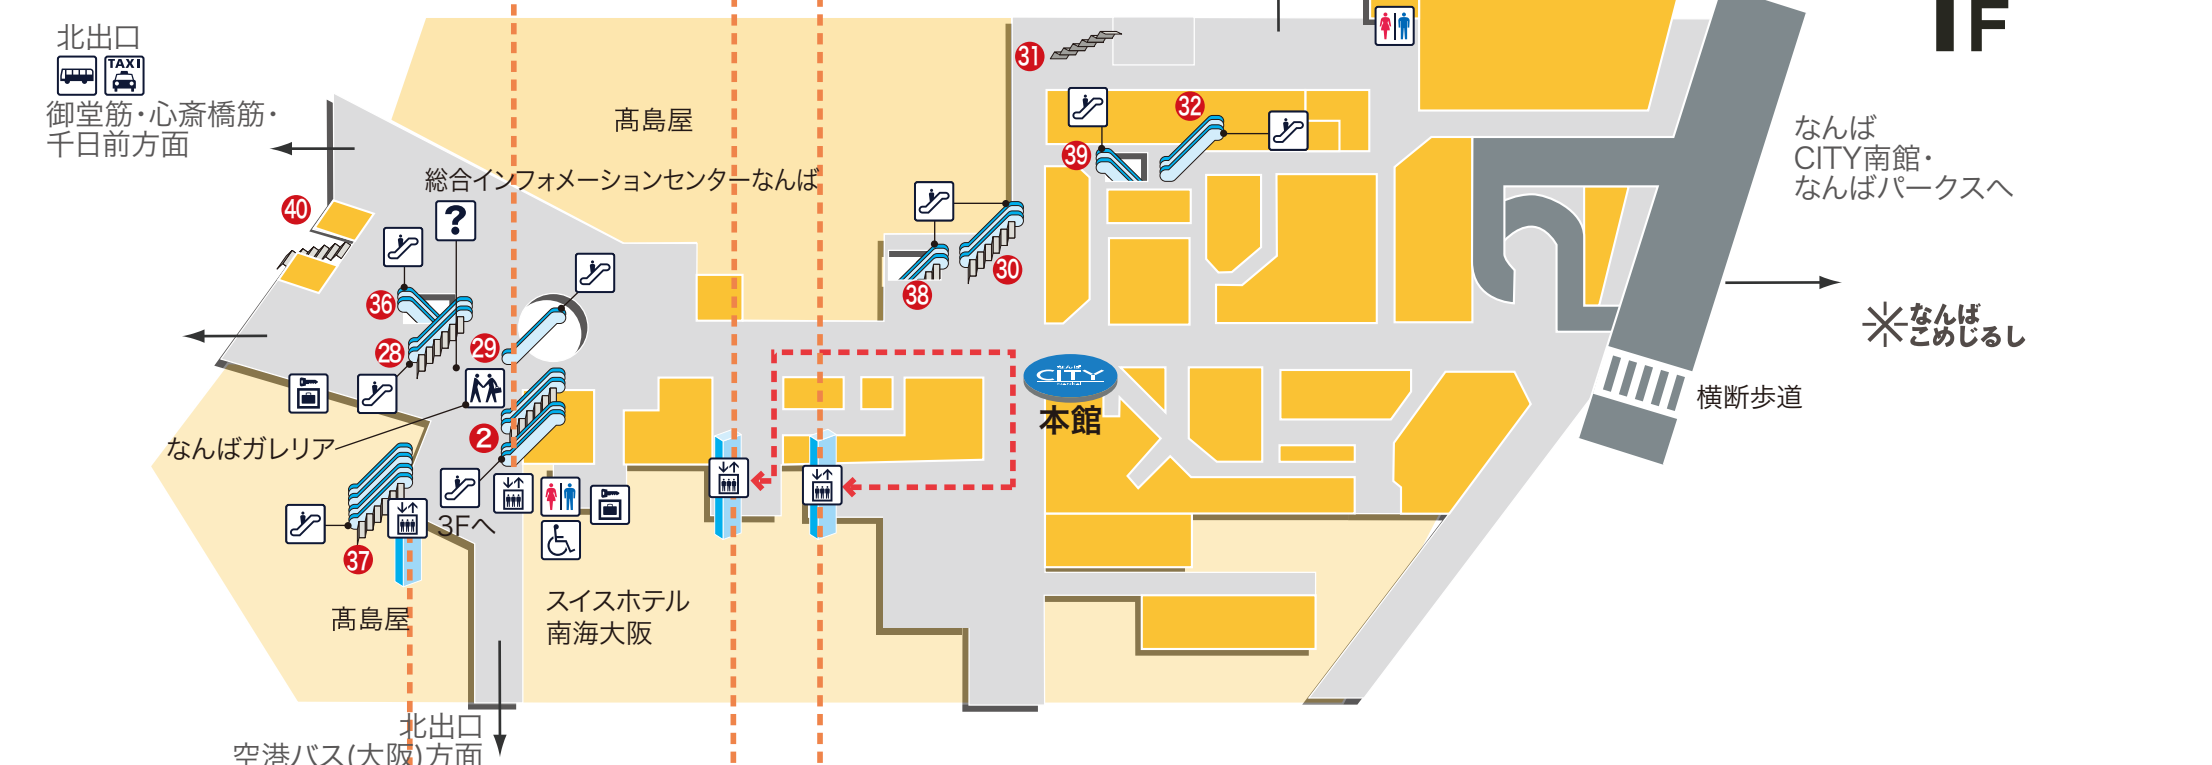 1F
北出口
TAXI
御堂筋・心斎橋筋・
千日前方面
髙島屋
総合インフォメーションセンターなんば
31
32
39
40
?
36
28
29
38
30
なんば
CITY南館・
なんばパークスへ
なんば
こめじるし
横断歩道
なんば
CITY
本館
なんばガレリア
2
3Fへ
37
髙島屋
スイスホテル
南海大阪
北出口
空港バス(大阪)方面